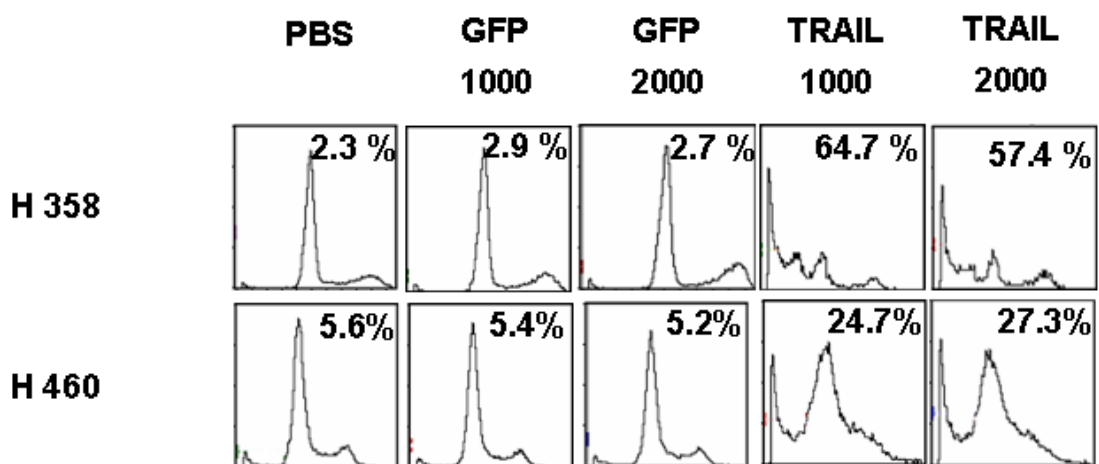 PBS GFP GFP TRAIL TRAIL
1000 2000 1000 2000
H 358 2.3 % 2.9 % 2.7 % 64.7 % 57.4 %
H 460 5.6% 5.4% 5.2% 24.7% 27.3%